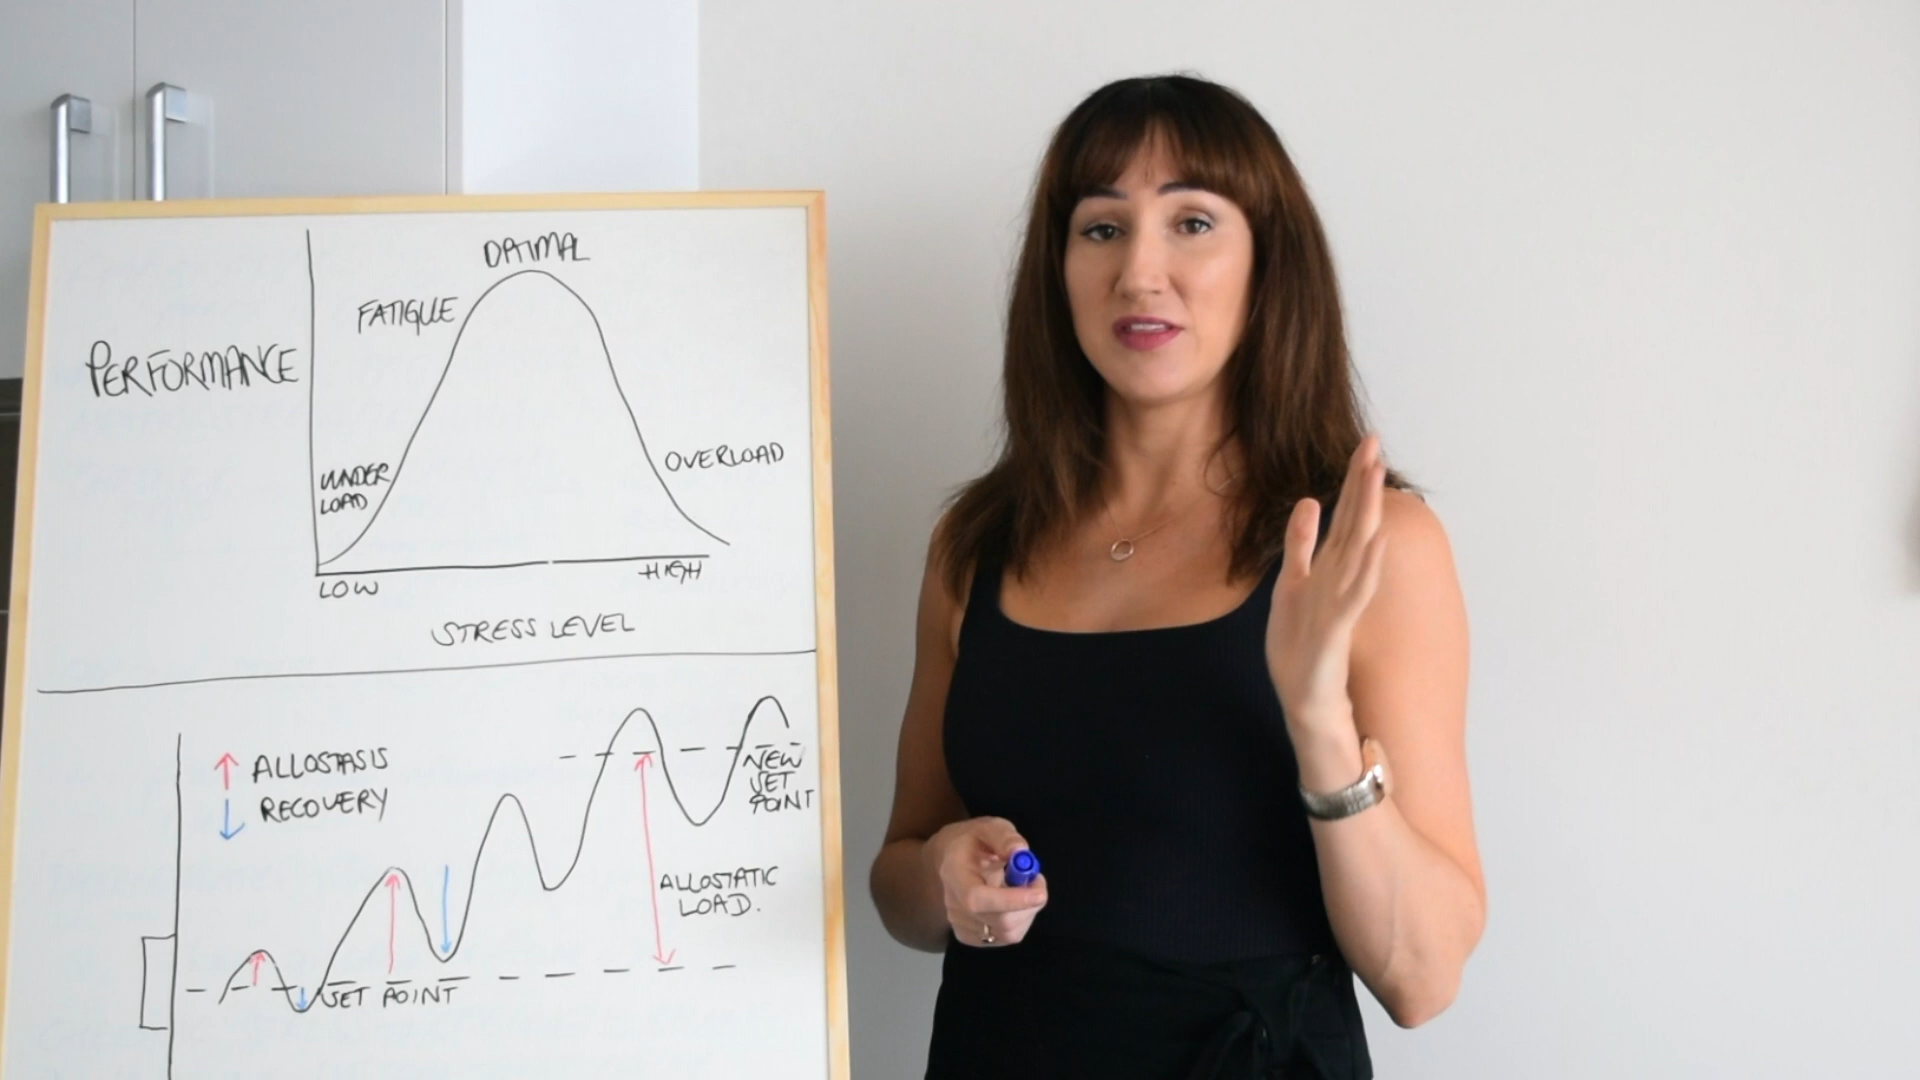 OPTIMAL
FATIGUE
PERFORMANCE
UNDER
LOAD
OVERLOAD
LOW
HIGH
STRESS LEVEL
ALLOSTASIS
RECOVERY
NEW
SET
POINT
ALLOSTATIC
LOAD.
SET POINT